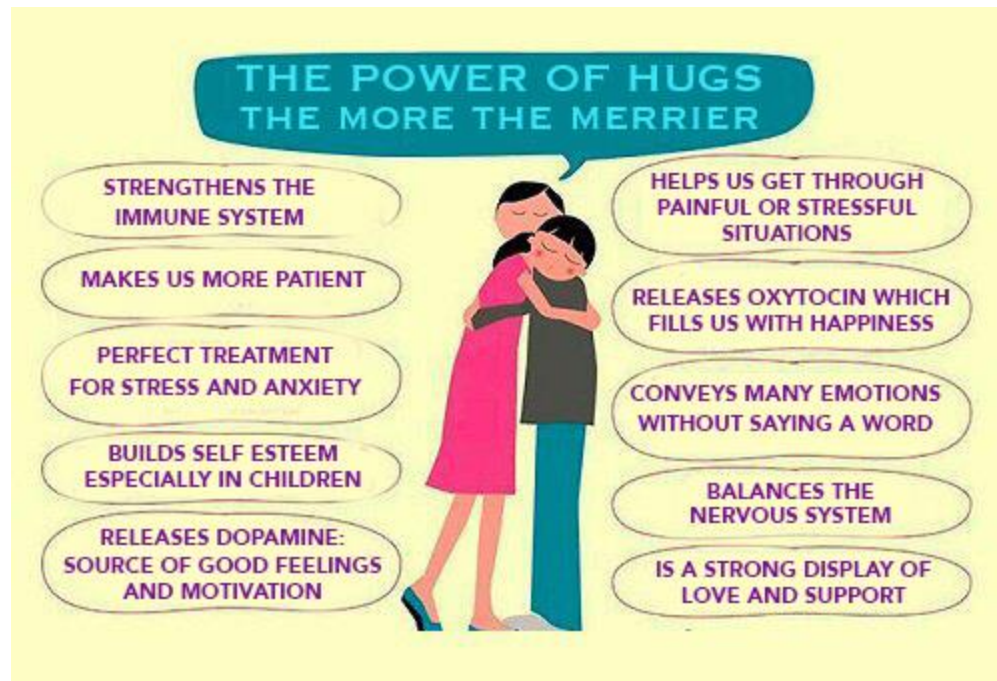 THE POWER OF HUGS
THE MORE THE MERRIER
STRENGTHENS THE
IMMUNE SYSTEM
MAKES US MORE PATIENT
PERFECT TREATMENT
FOR STRESS AND ANXIETY
BUILDS SELF ESTEEM
ESPECIALLY IN CHILDREN
RELEASES DOPAMINE:
SOURCE OF GOOD FEELINGS
AND MOTIVATION
HELPS US GET THROUGH
PAINFUL OR STRESSFUL
SITUATIONS
RELEASES OXYTOCIN WHICH
FILLS US WITH HAPPINESS
CONVEYS MANY EMOTIONS
WITHOUT SAYING A WORD
BALANCES THE
NERVOUS SYSTEM
IS A STRONG DISPLAY OF
LOVE AND SUPPORT